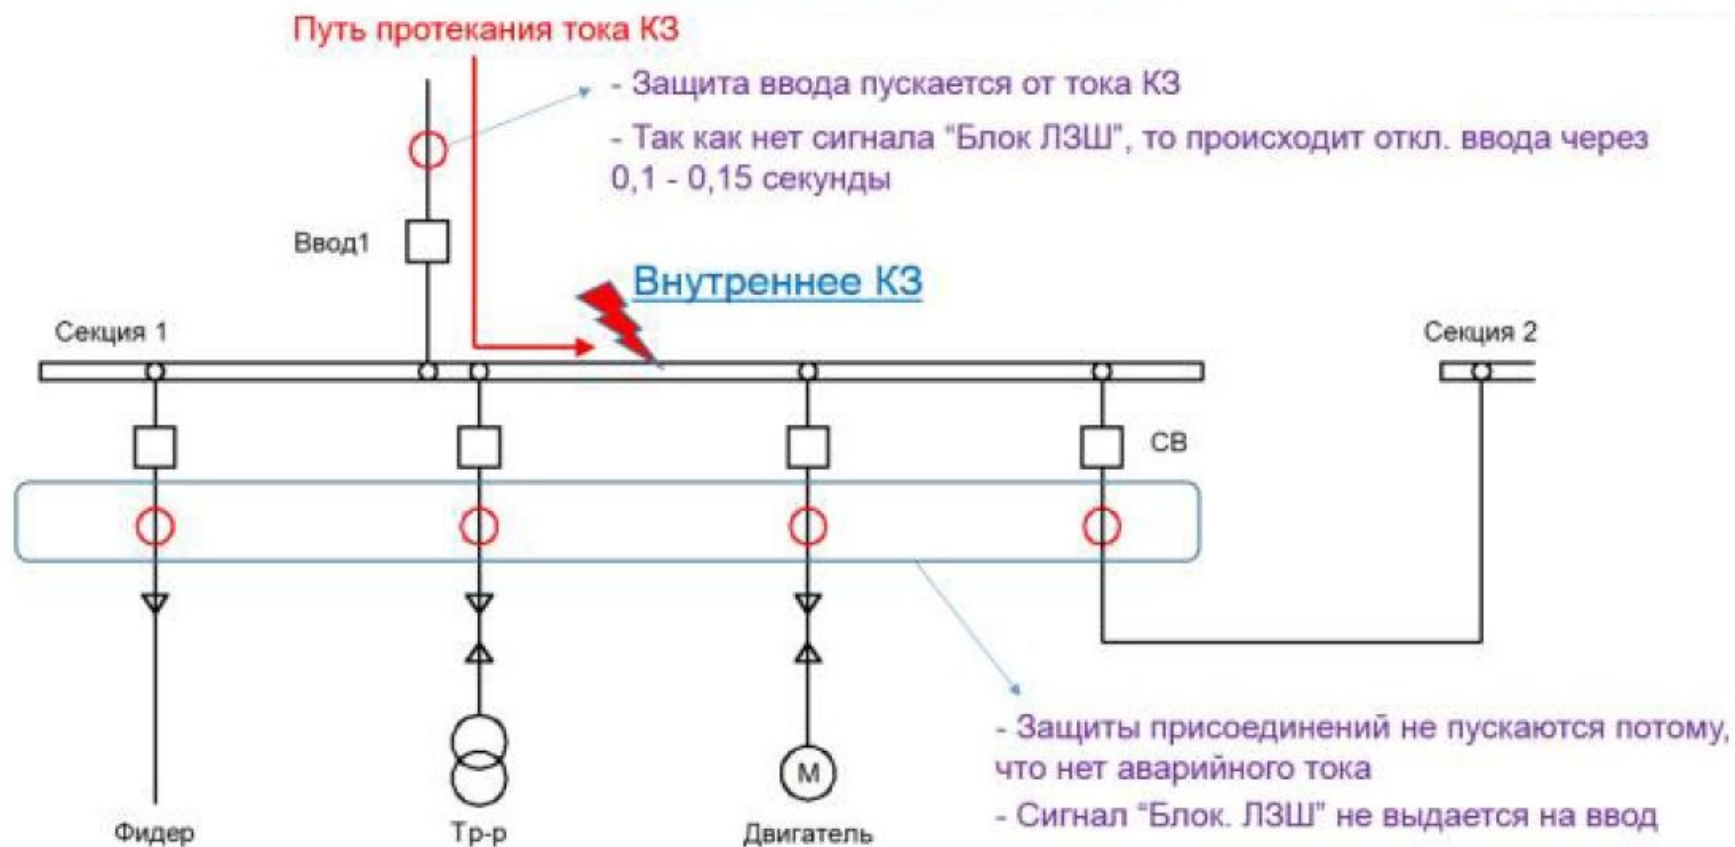 Путь протекания тока КЗ
- Защита ввода пускается от тока КЗ
- Так как нет сигнала “Блок ЛЗШ”, то происходит откл. ввода через
0,1 - 0,15 секунды
Ввод1
Внутреннее КЗ
Секция 1
Секция 2
СВ
- Защиты присоединений не пускаются потому,
что нет аварийного тока
- Сигнал “Блок. ЛЗШ” не выдается на ввод
М
Фидер
Тр-р
Двигатель